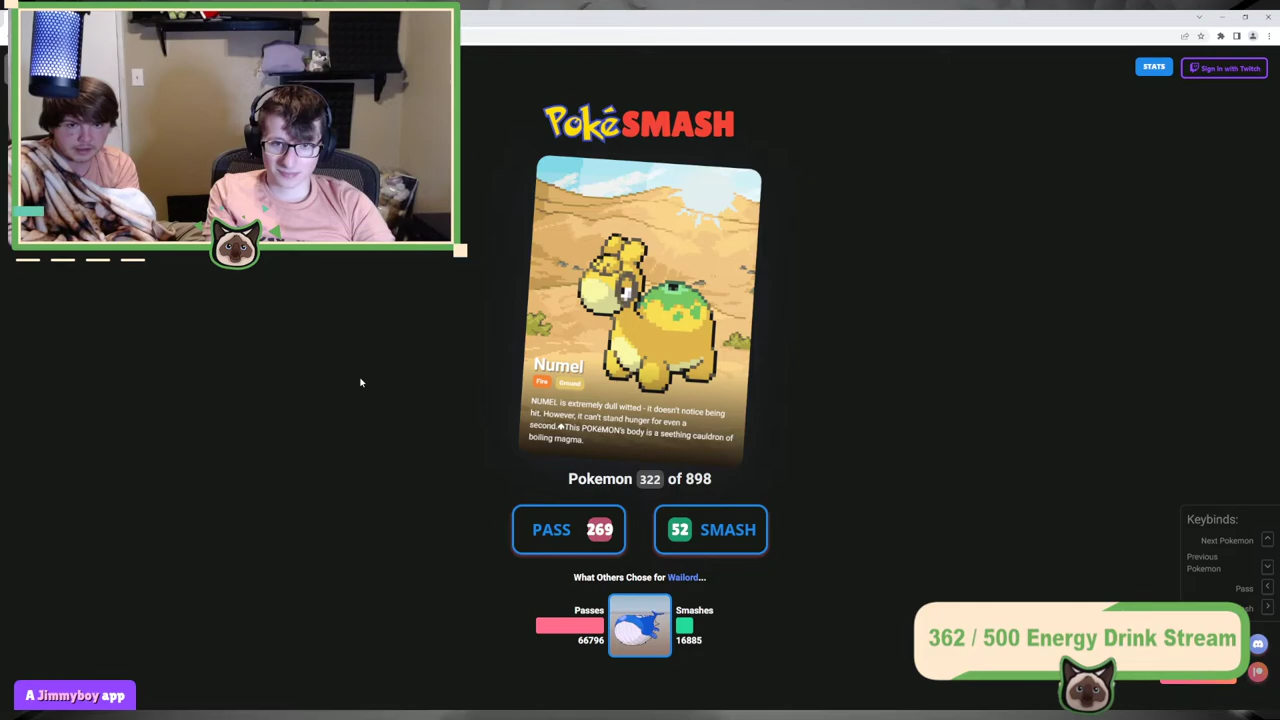 STATS
Sign in with Twitch
PokéSMASH
Numel
Fire Ground
NUMEL is extremely dull witted - it doesn't notice being
hit. However, it can't stand hunger for even a
second.♠This POKéMON's body is a seething cauldron of
boiling magma.
Pokemon 322 of 898
PASS 269
52 SMASH
What Others Chose for Wailord...
Passes
Smashes
66796
16885
Keybinds:
Next Pokemon
Previous
Pokemon
Pass
362 / 500 Energy Drink Stream
A Jimmyboy app